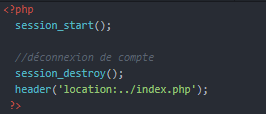 <?php
session_start();
//déconnexion de compte
session_destroy();
header('location:../index.php');
?>